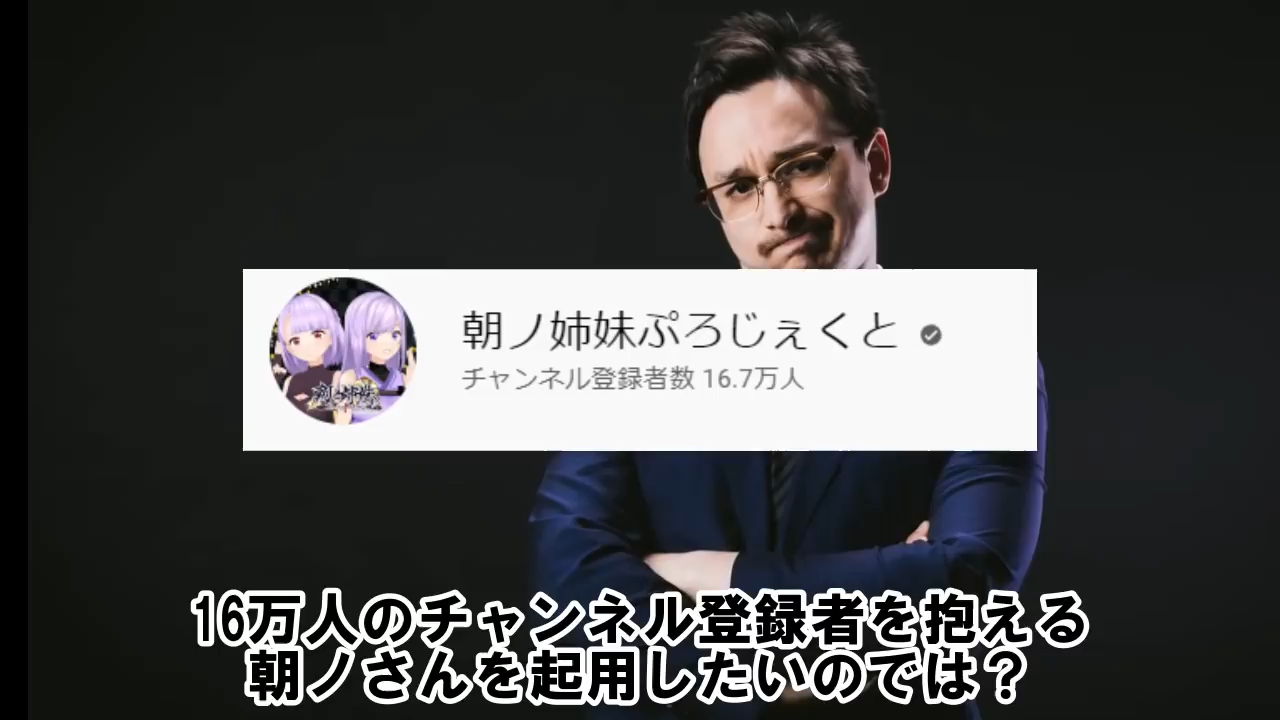 朝ノ姉妹ぷろじぇくと
チャンネル登録者数 16.7万人
16万人のチャンネル登録者を抱える
朝ノさんを起用したいのでは？